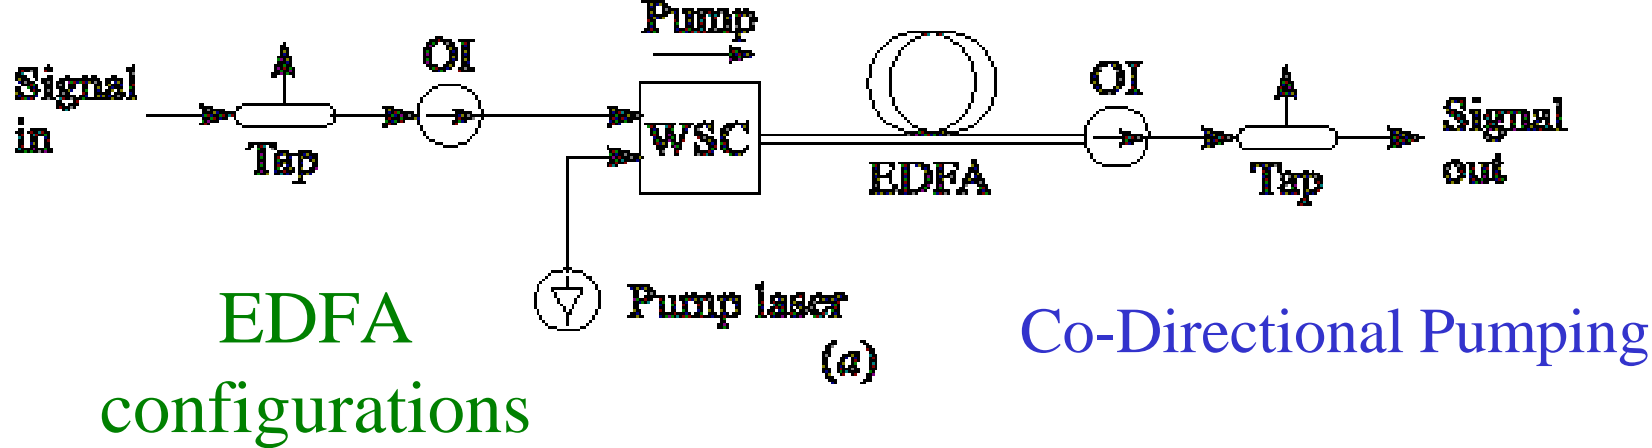 Pump
OI
Signal
in
Tap
WSC
EDFA
OI
Tap
Signal
out
Pump laser
(a)
EDFA
configurations
Co-Directional Pumping